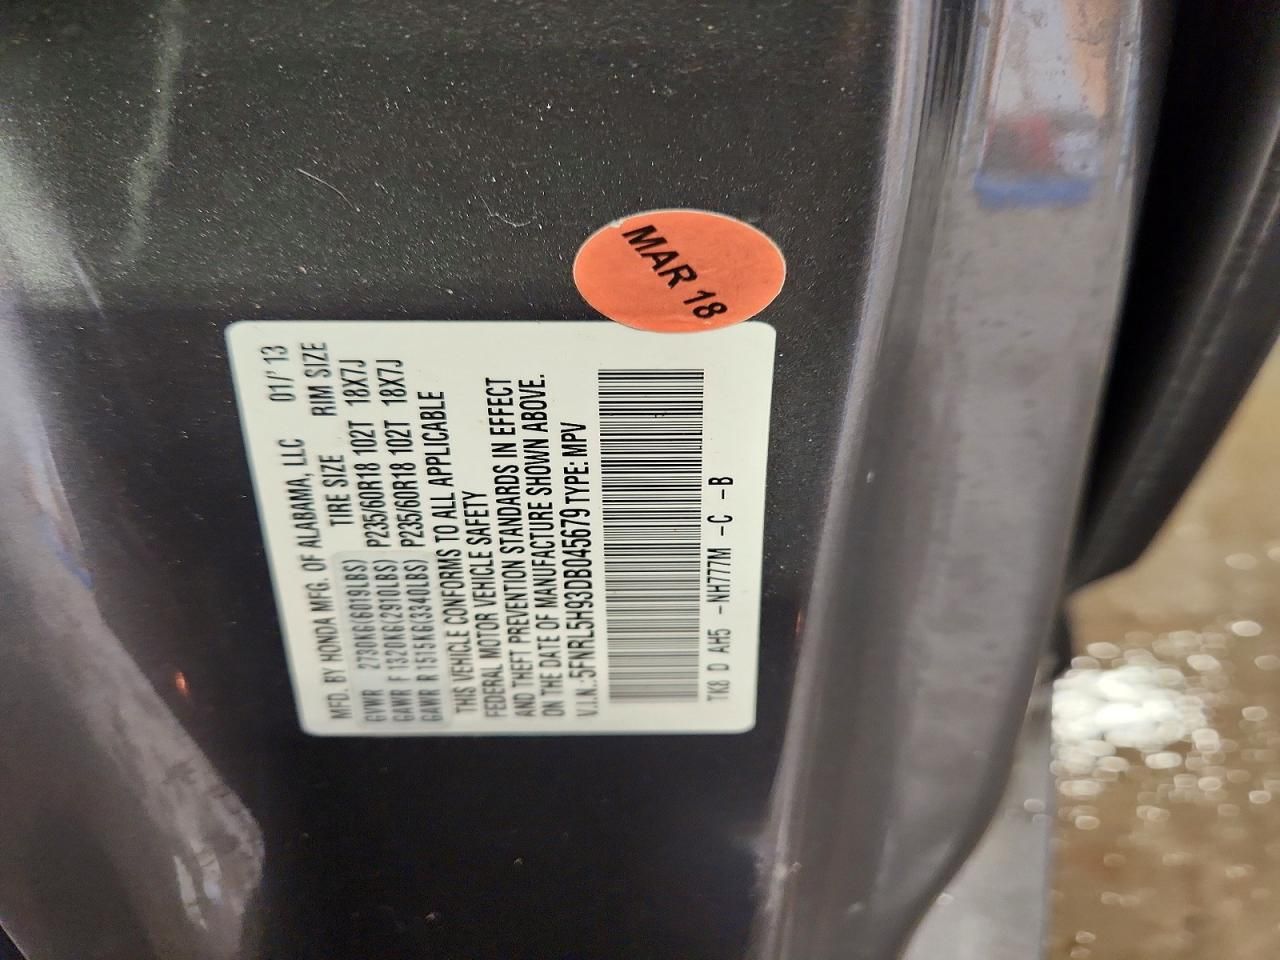 MAR 18
MFD. BY HONDA MFG. OF ALABAMA, LLC 01/'13
TIRE SIZE RIM SIZE
GVWR 2730KG(6019LBS)
GAWR F 1320KG(2910LBS) P235/60R18 102T 18X7J
GAWR R 1515KG(3340LBS) P235/60R18 102T 18X7J
THIS VEHICLE CONFORMS TO ALL APPLICABLE
FEDERAL MOTOR VEHICLE SAFETY
AND THEFT PREVENTION STANDARDS IN EFFECT
ON THE DATE OF MANUFACTURE SHOWN ABOVE.
V.I.N.:5FNRL5H93DB045679 TYPE: MPV
TK8 D AH5 -NH777M -C -B